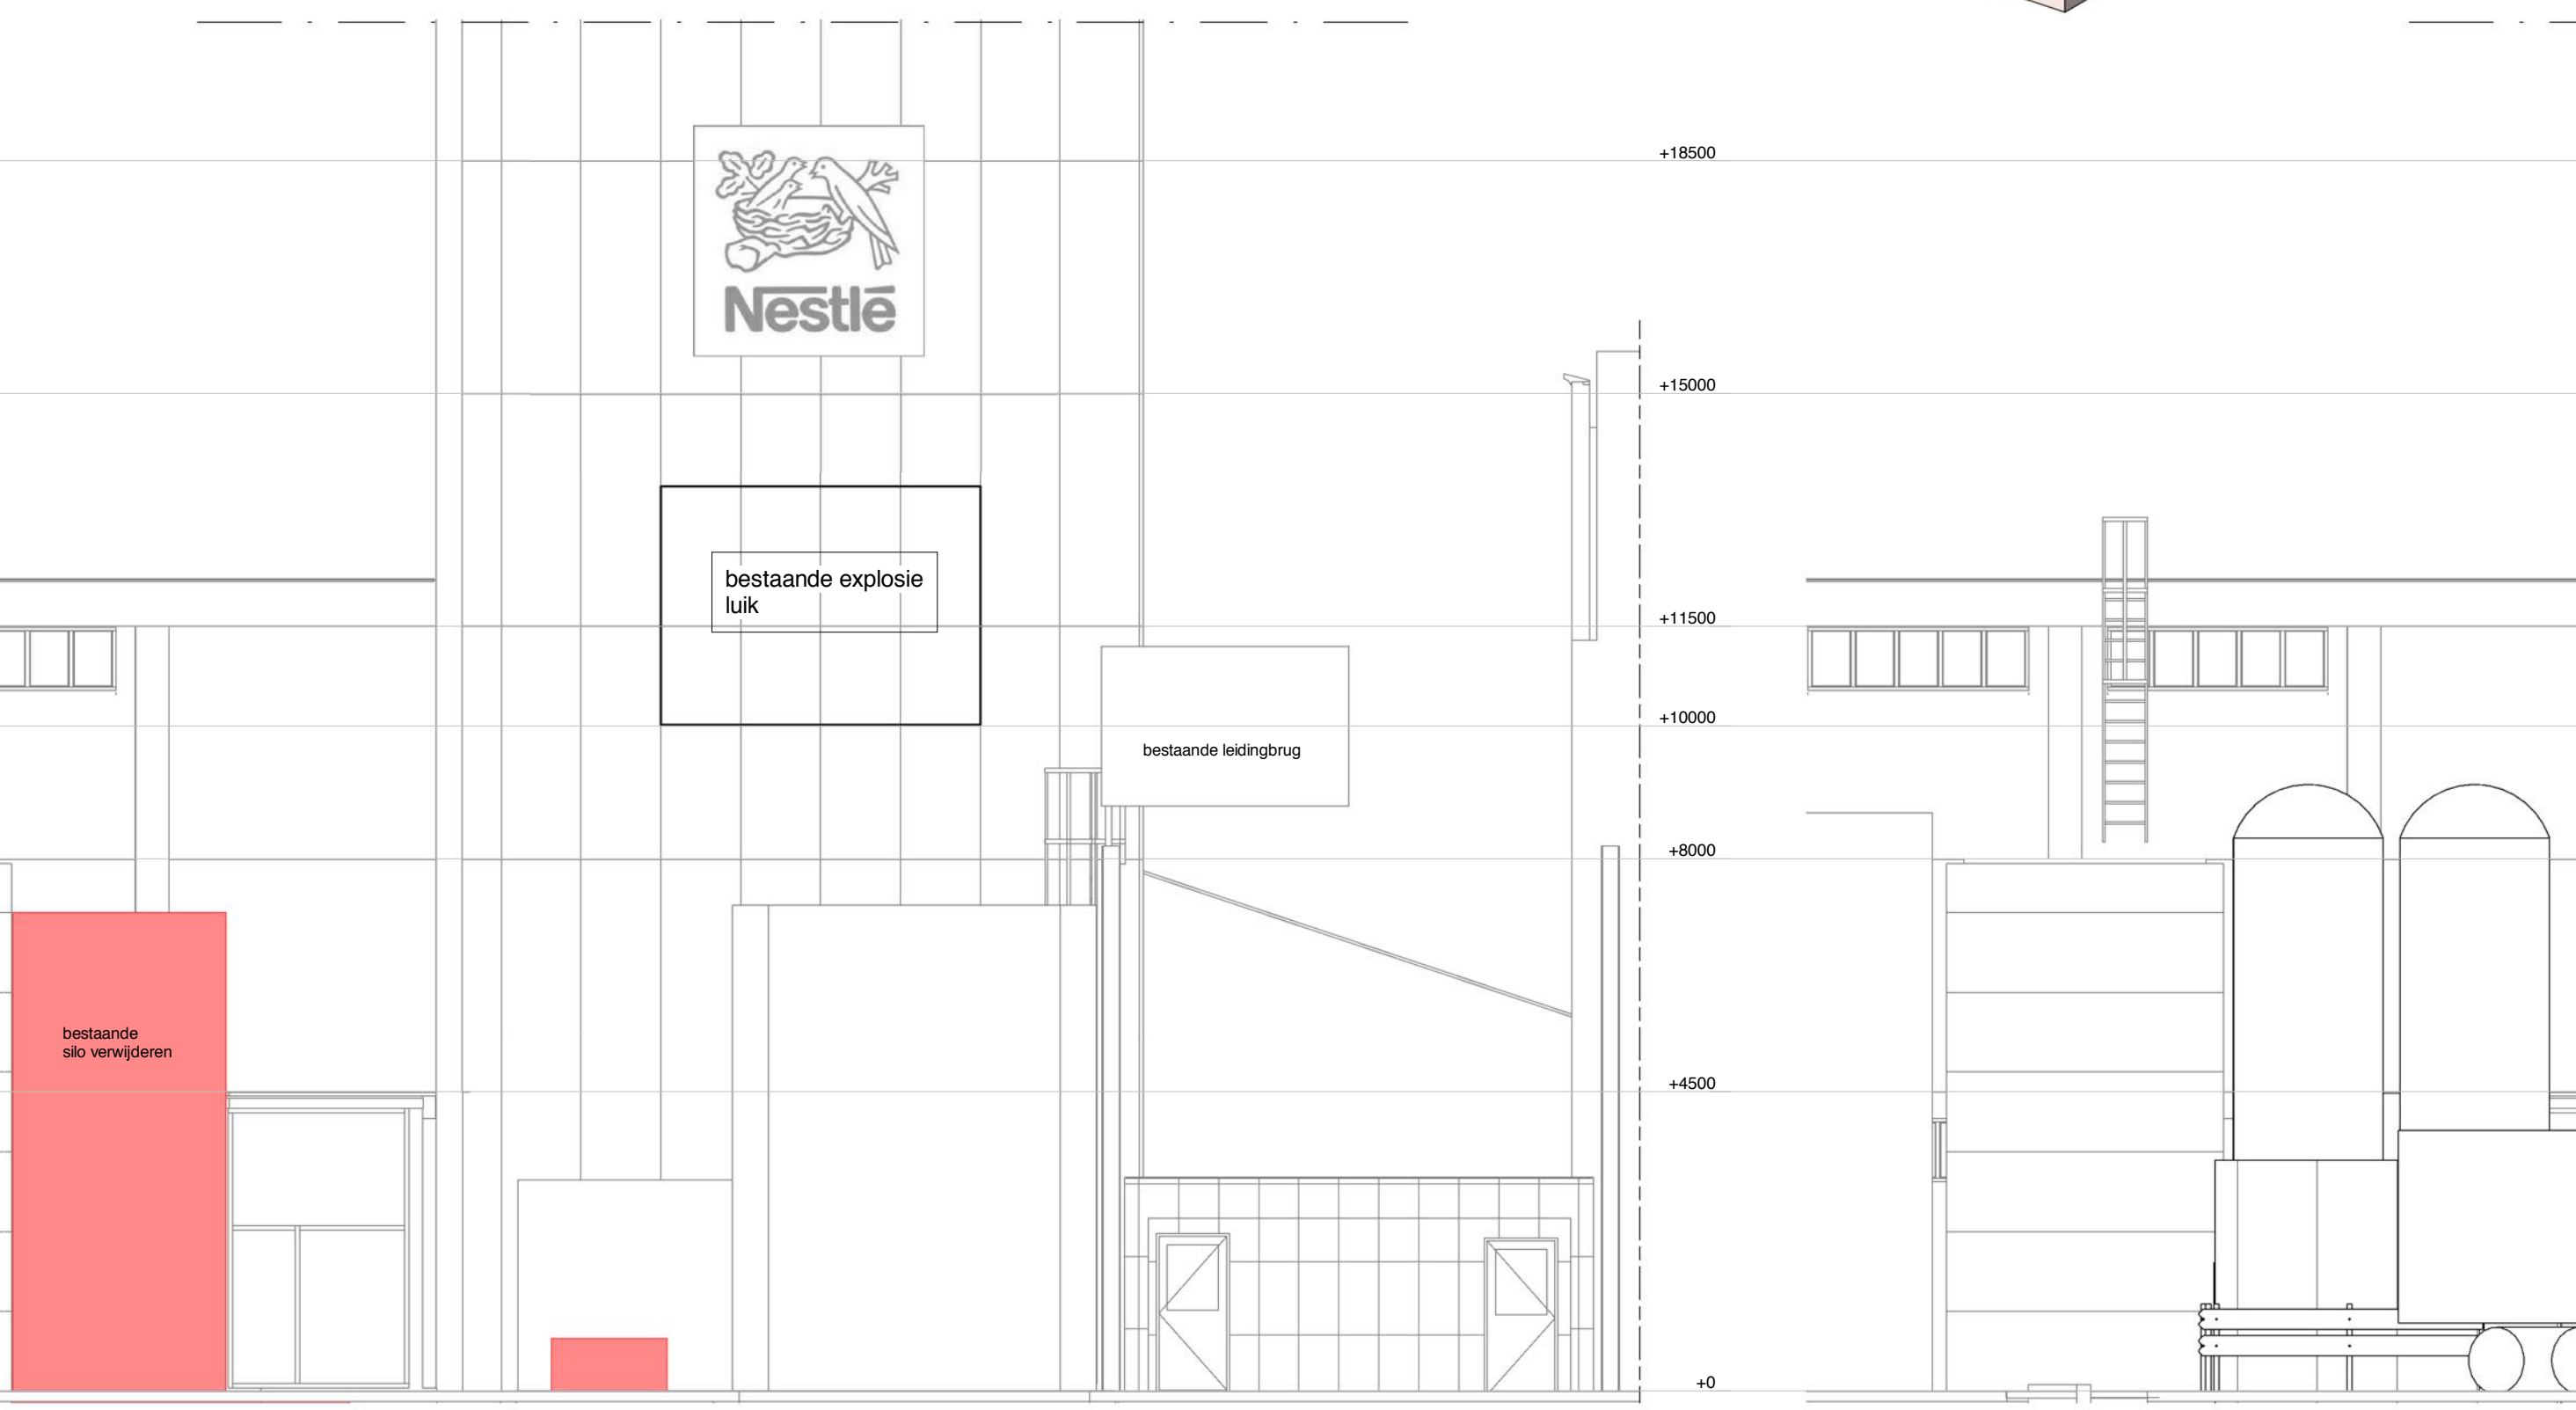 +18500
Nestlé
+15000
bestaande explosie
luik
+11500
+10000
bestaande leidingbrug
+8000
bestaande
silo verwijderen
+4500
+0